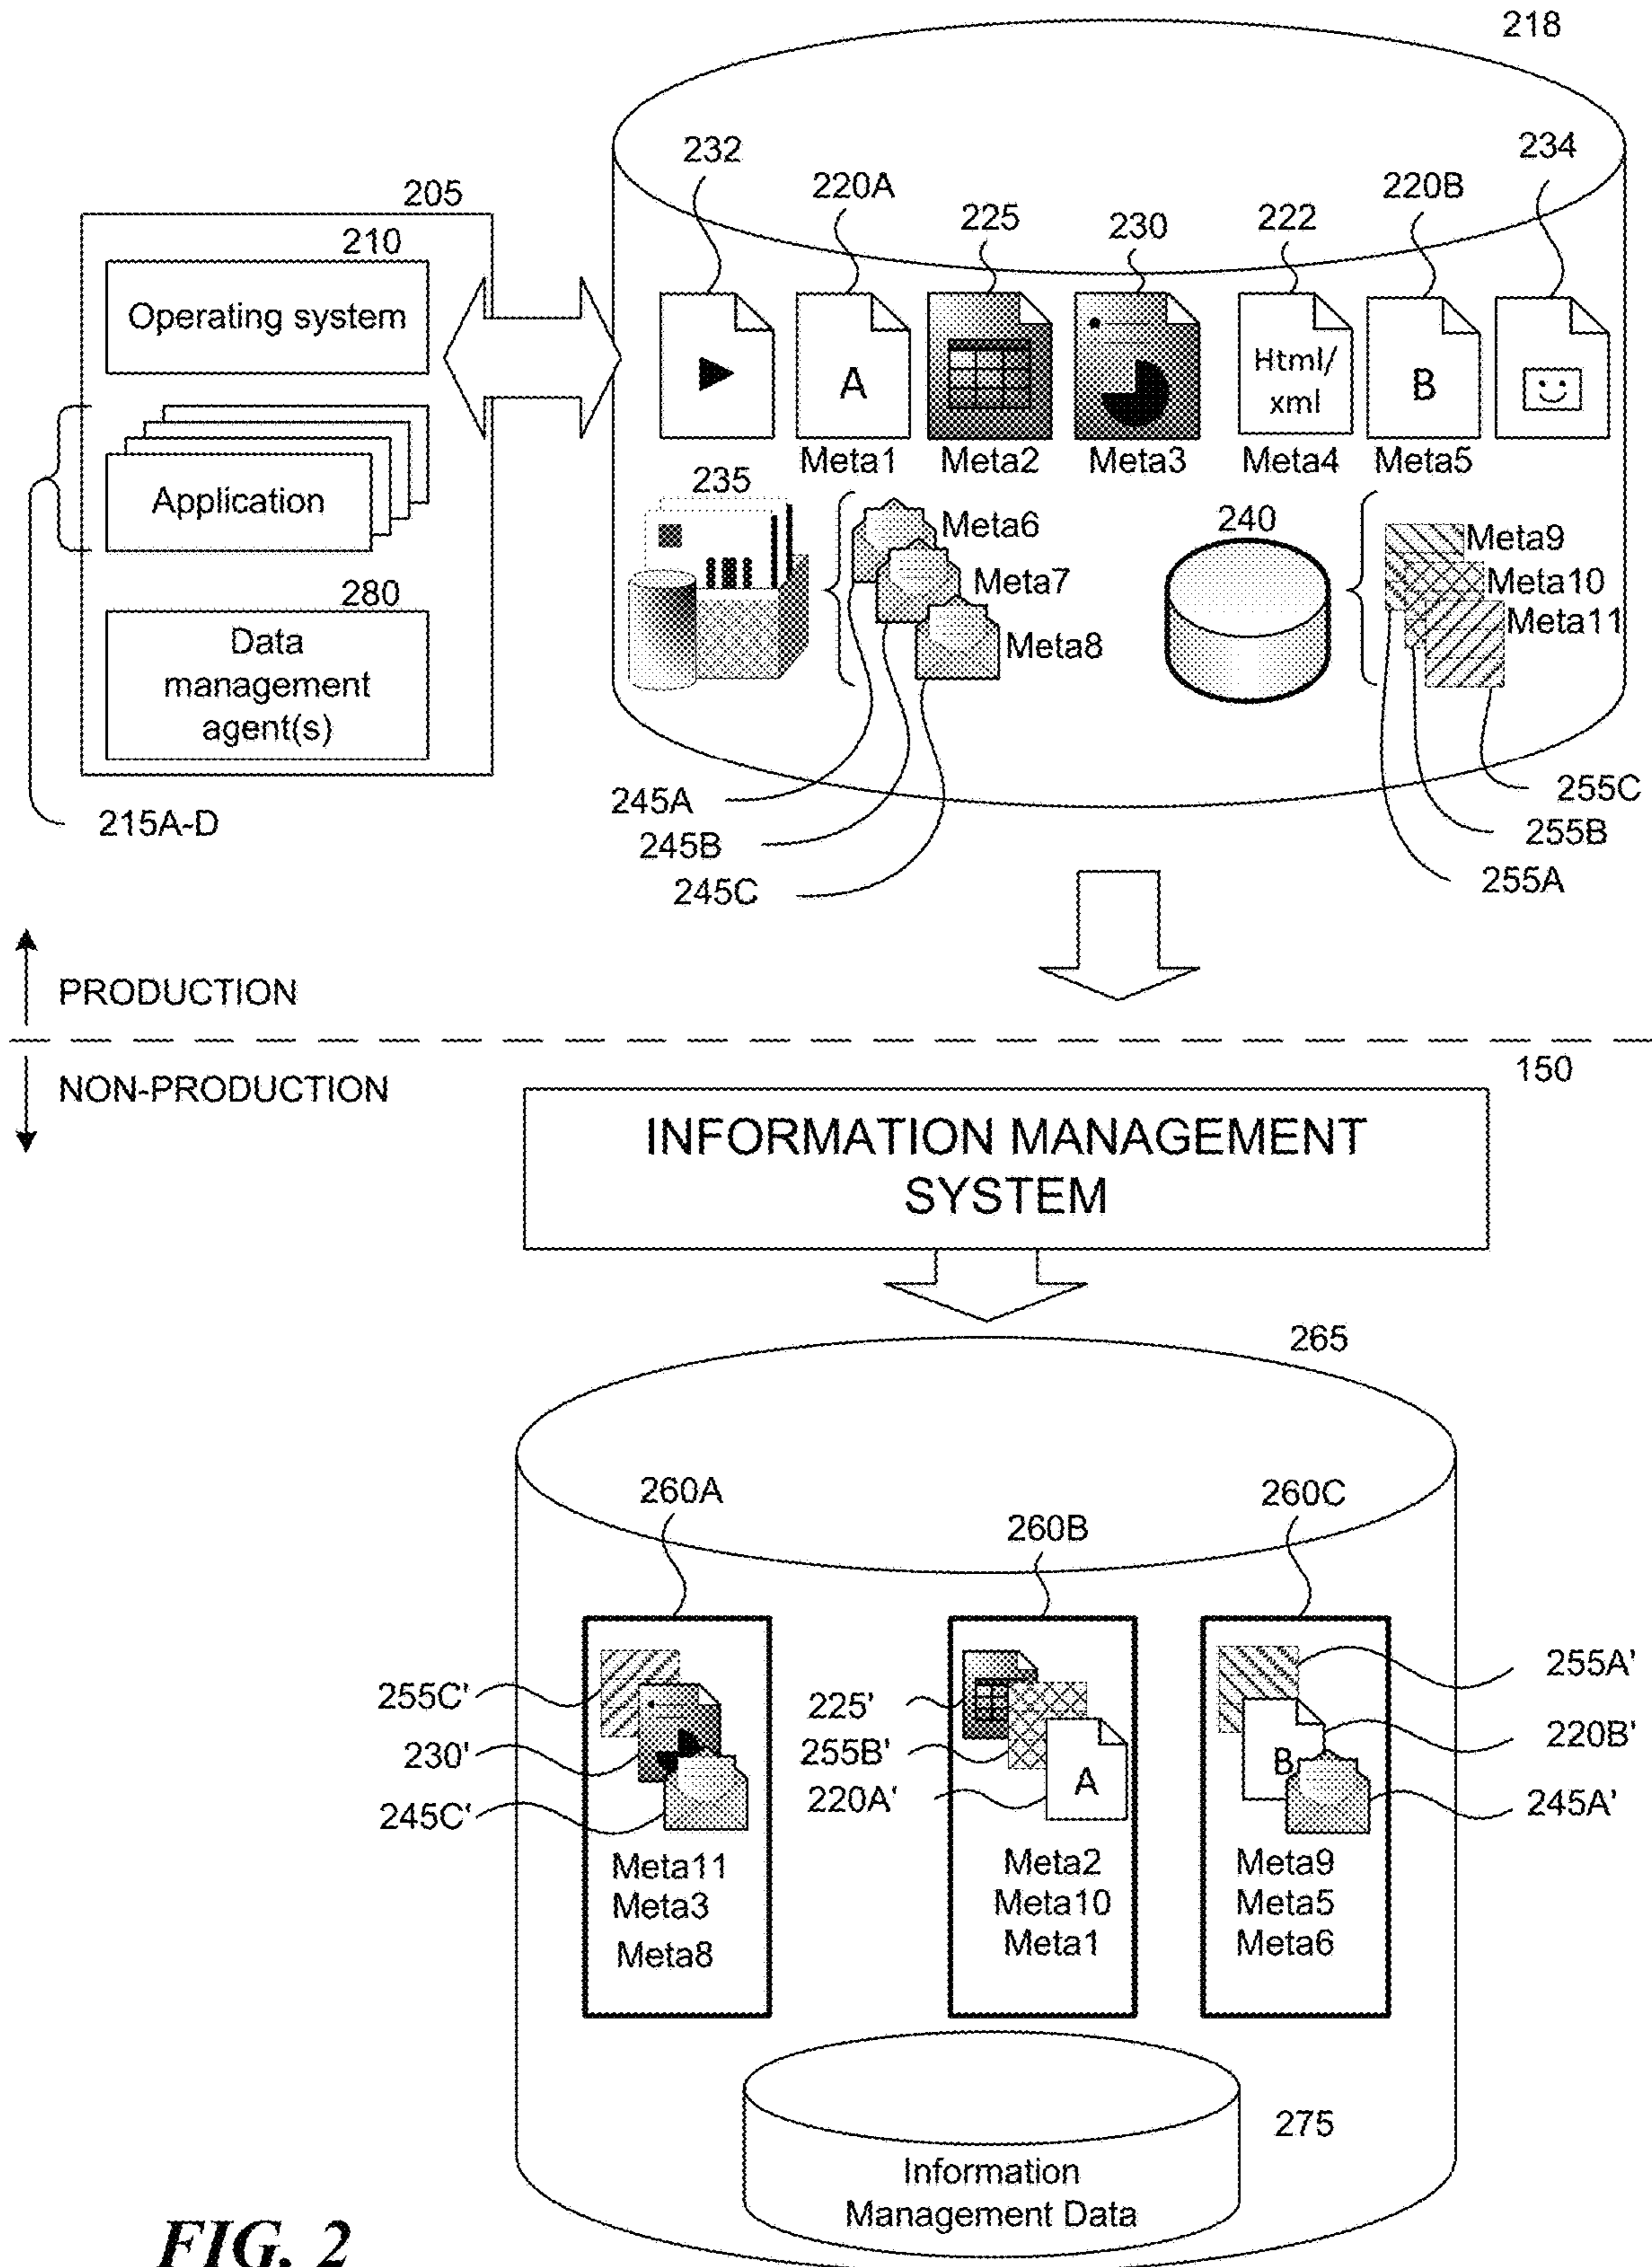 218
232
234
220A
220B
205
225
222
230
210
Operating system
Html/
xml
A
B
Meta1
Meta2
Meta3
Meta4
Meta5
235
Application
240
Meta6
Meta9
Meta7
Meta10
280
Meta11
Data
management
agent(s)
Meta8
245A
255C
215A-D
245B
255B
245C
255A
PRODUCTION
NON-PRODUCTION
150
INFORMATION MANAGEMENT
SYSTEM
265
260A
260C
260B
255C'
255A'
225'
230'
255B'
220B'
B
A
245C'
220A'
245A'
Meta11
Meta3
Meta8
Meta2
Meta10
Meta1
Meta9
Meta5
Meta6
275
Information
Management Data
FIG. 2